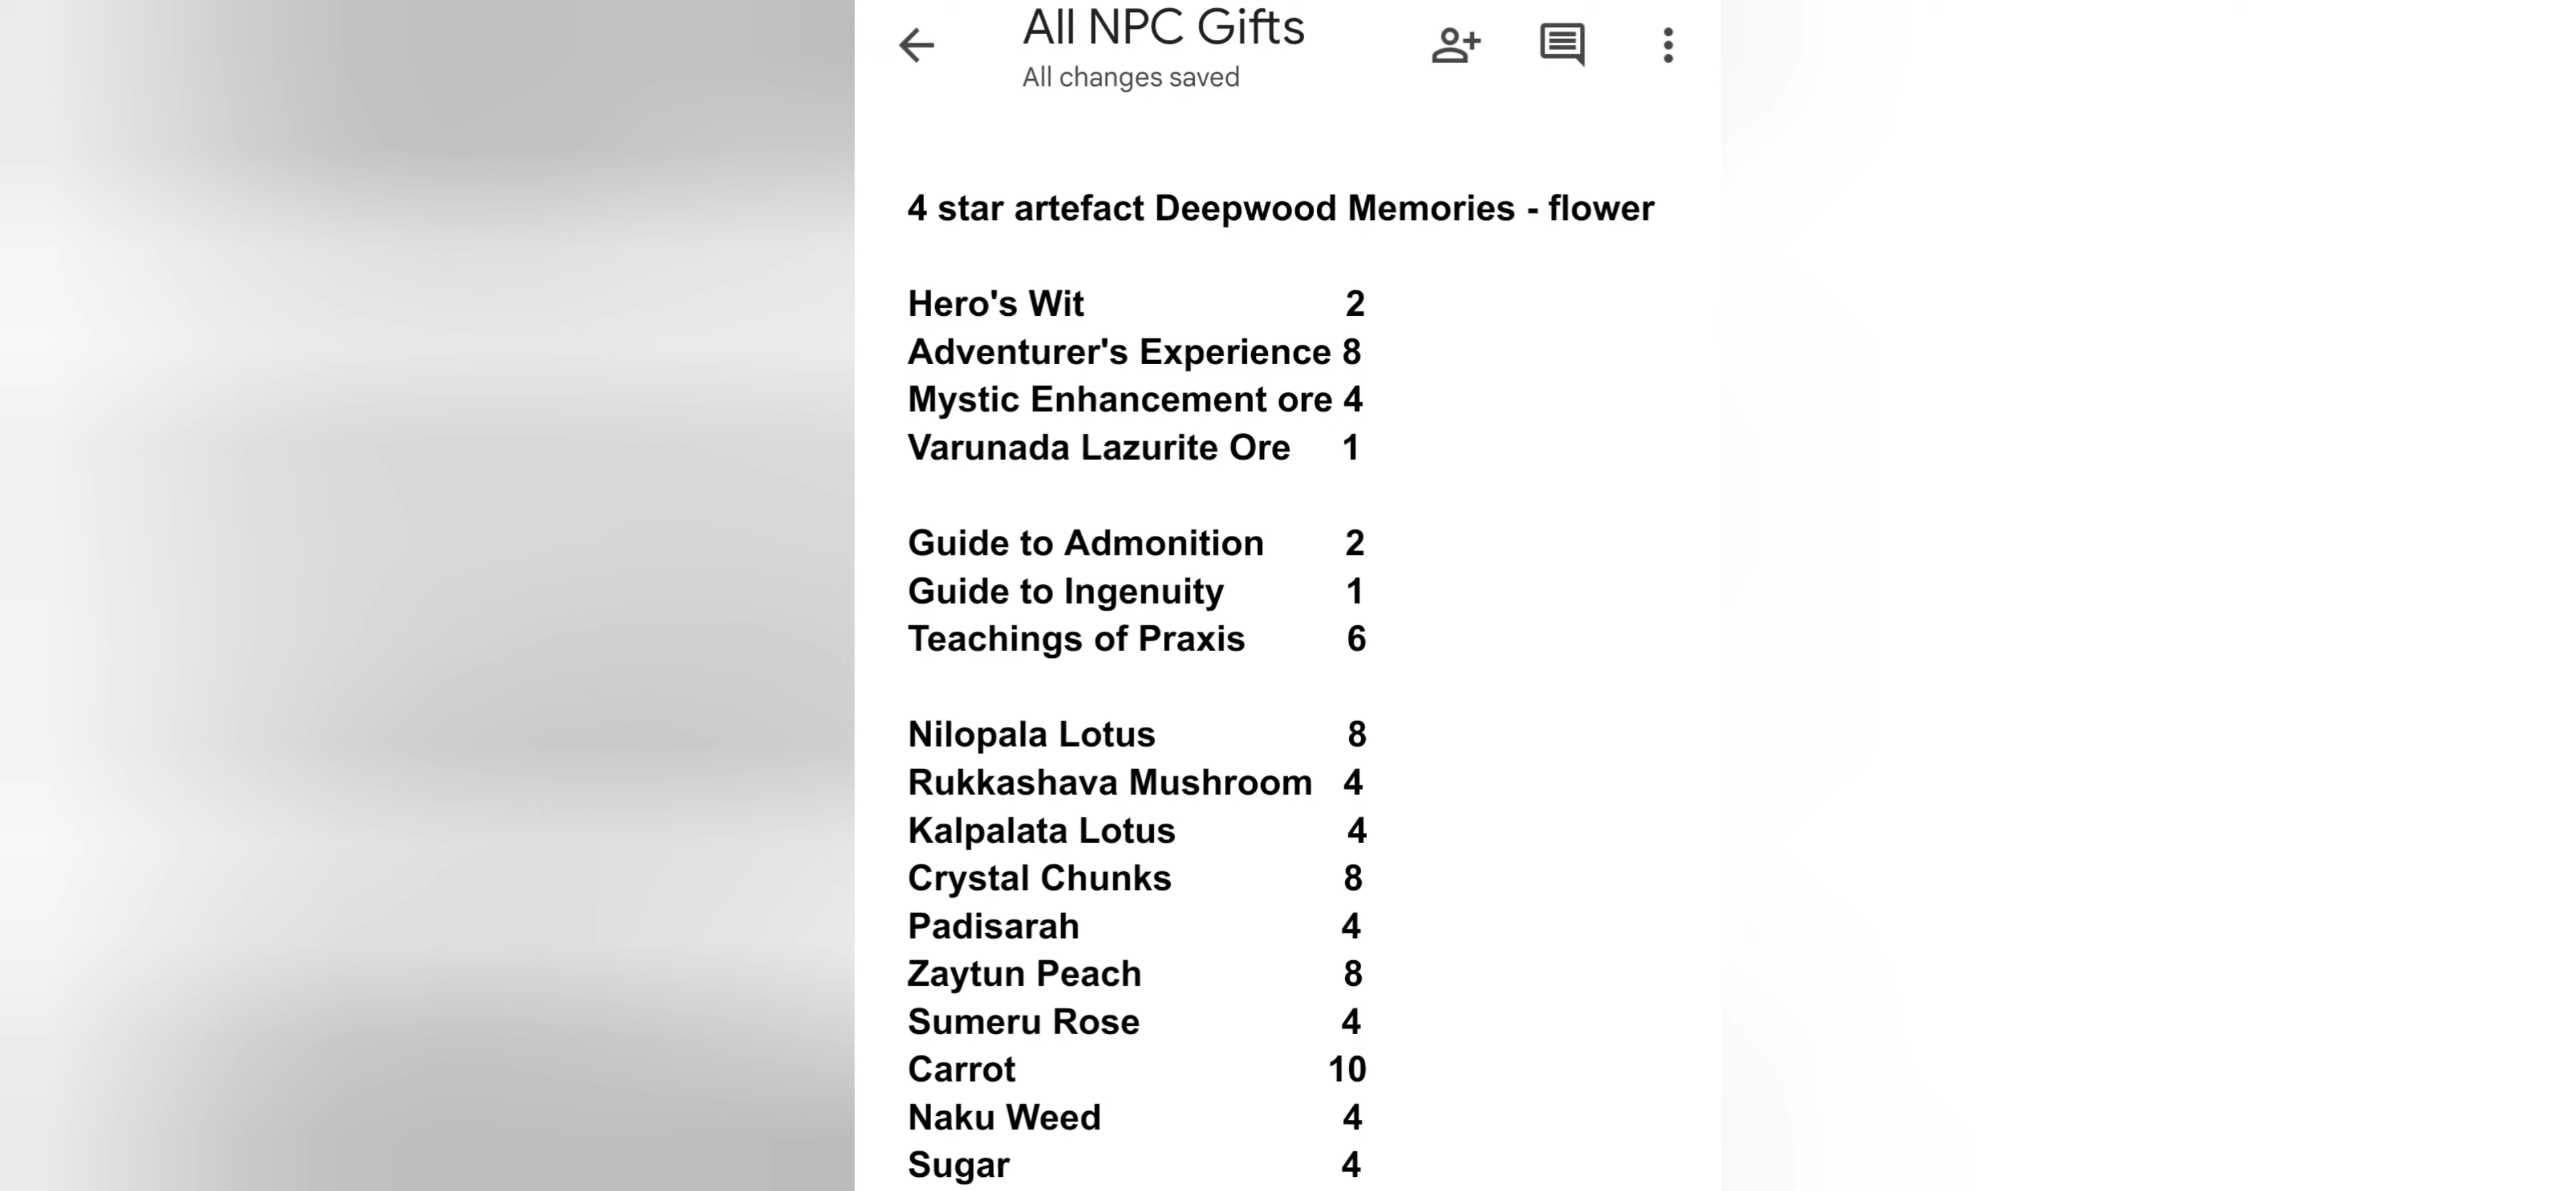 All NPC Gifts
All changes saved
4 star artefact Deepwood Memories - flower
Hero's Wit 2
Adventurer's Experience 8
Mystic Enhancement ore 4
Varunada Lazurite Ore 1
Guide to Admonition 2
Guide to Ingenuity 1
Teachings of Praxis 6
Nilopala Lotus 8
Rukkashava Mushroom 4
Kalpalata Lotus 4
Crystal Chunks 8
Padisarah 4
Zaytun Peach 8
Sumeru Rose 4
Carrot 10
Naku Weed 4
Sugar 4